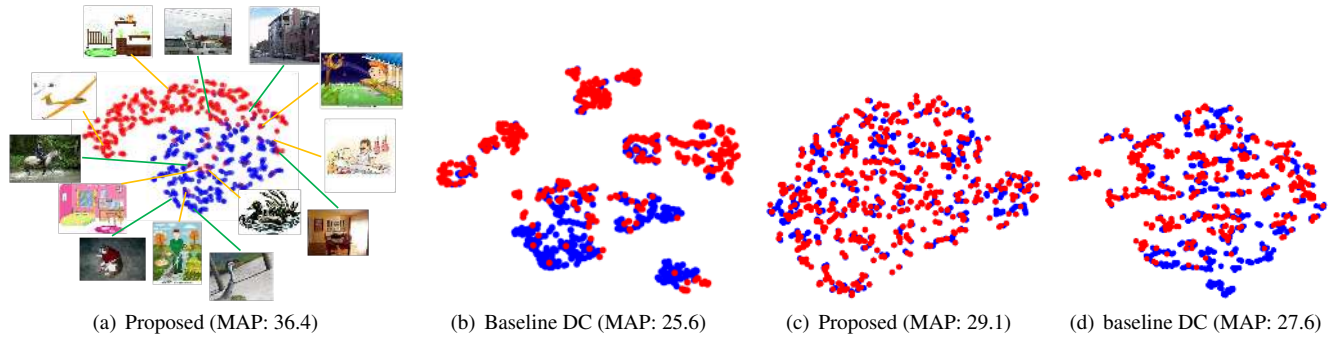 (a) Proposed (MAP: 36.4)
(b) Baseline DC (MAP: 25.6)
(c) Proposed (MAP: 29.1)
(d) baseline DC (MAP: 27.6)